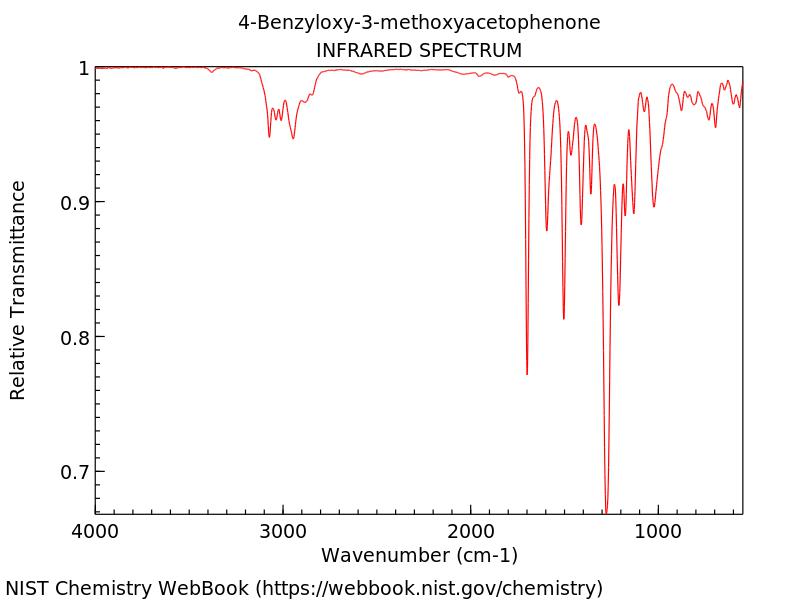 4-Benzyloxy-3-methoxyacetophenone
INFRARED SPECTRUM
1
0.9
0.8
0.7
Relative Transmittance
4000 3000 2000 1000
Wavenumber (cm-1)
NIST Chemistry WebBook (https://webbook.nist.gov/chemistry)